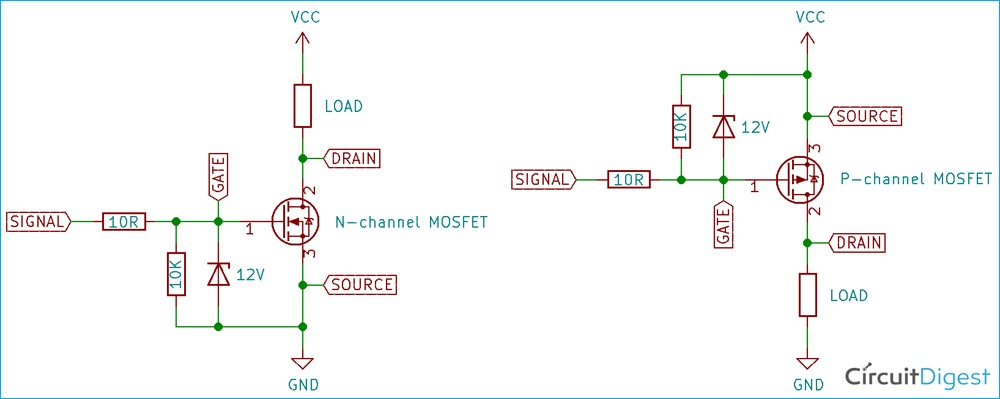 VCC
LOAD
DRAIN
GATE
2
SIGNAL
10R
1
N-channel MOSFET
3
10K
12V
SOURCE
GND
VCC
SOURCE
10K
12V
3
SIGNAL
10R
1
P-channel MOSFET
2
GATE
DRAIN
LOAD
GND
CircuitDigest